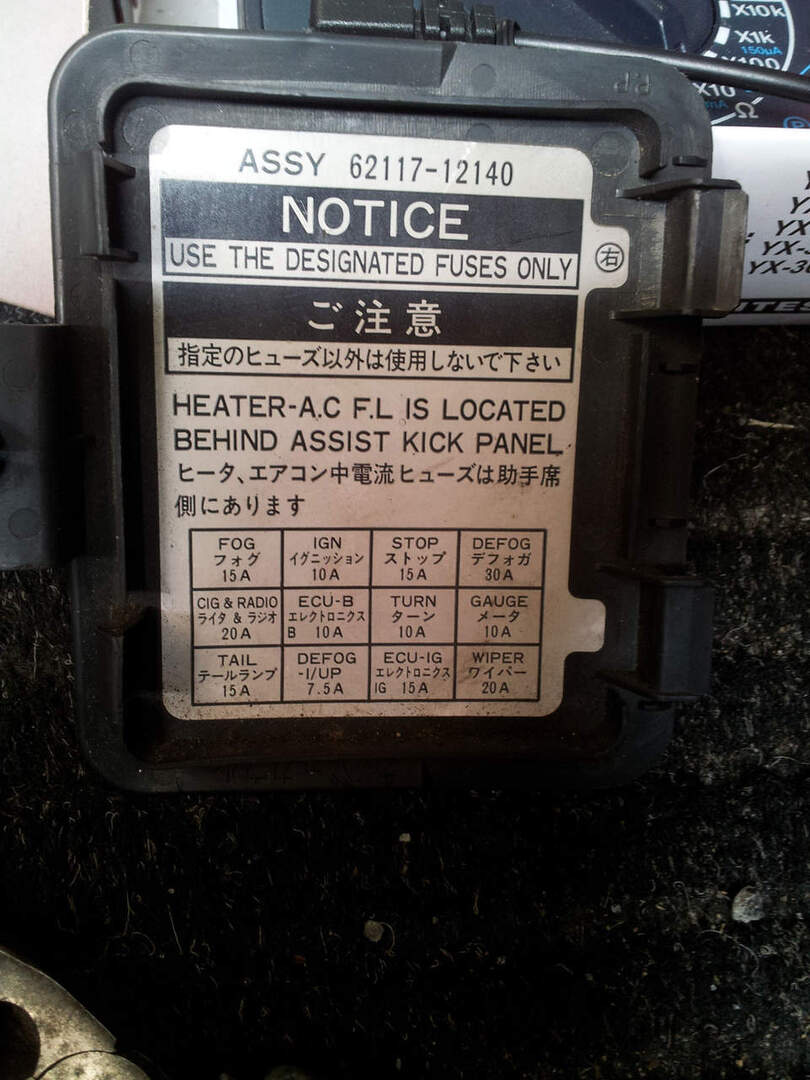 X10k
X1k
150μA
X100
X10
mA
Ω
P
PP
ASSY 62117-12140
NOTICE
USE THE DESIGNATED FUSES ONLY
右
ご注意
指定のヒューズ以外は使用しないで下さい
HEATER-A.C F.L IS LOCATED
BEHIND ASSIST KICK PANEL
ヒータ、エアコン中電流ヒューズは助手席
側にあります
FOG
フォグ
15A
IGN
イグニッション
10A
STOP
ストップ
15A
DEFOG
デフォガ
30A
CIG & RADIO
ライタ & ラジオ
20A
ECU-B
エレクトロニクス
B 10A
TURN
ターン
10A
GAUGE
メータ
10A
TAIL
テールランプ
15A
DEFOG
-I/UP
7.5A
ECU-IG
エレクトロニクス
IG 15A
WIPER
ワイパー
20A